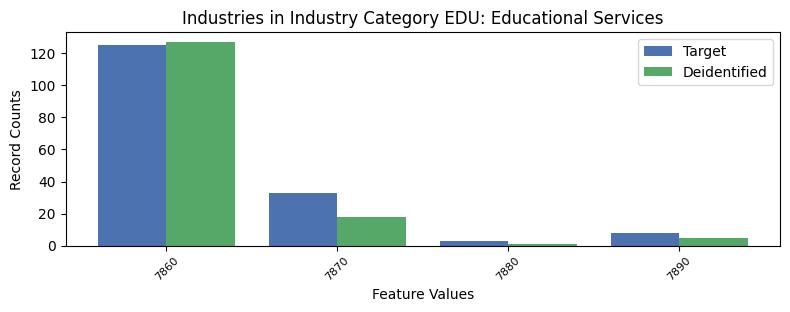 Industries in Industry Category EDU: Educational Services
Target
Deidentified
Record Counts
120
100
80
60
40
20
0
7860
7870
7880
7890
Feature Values